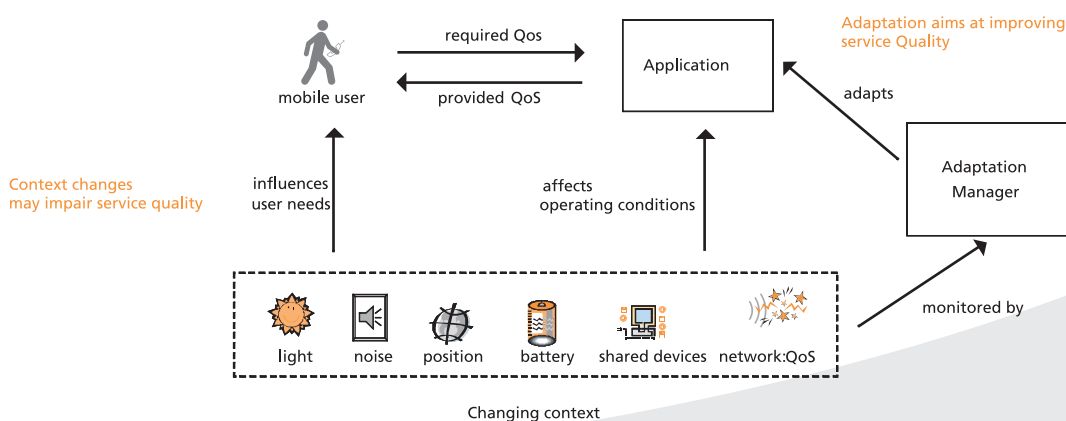 Adaptation aims at improving
service Quality
required Qos
Application
mobile user
provided QoS
adapts
Adaptation
Manager
Context changes
may impair service quality
influences
user needs
affects
operating conditions
monitored by
light
noise
position
battery
shared devices
network:QoS
Changing context